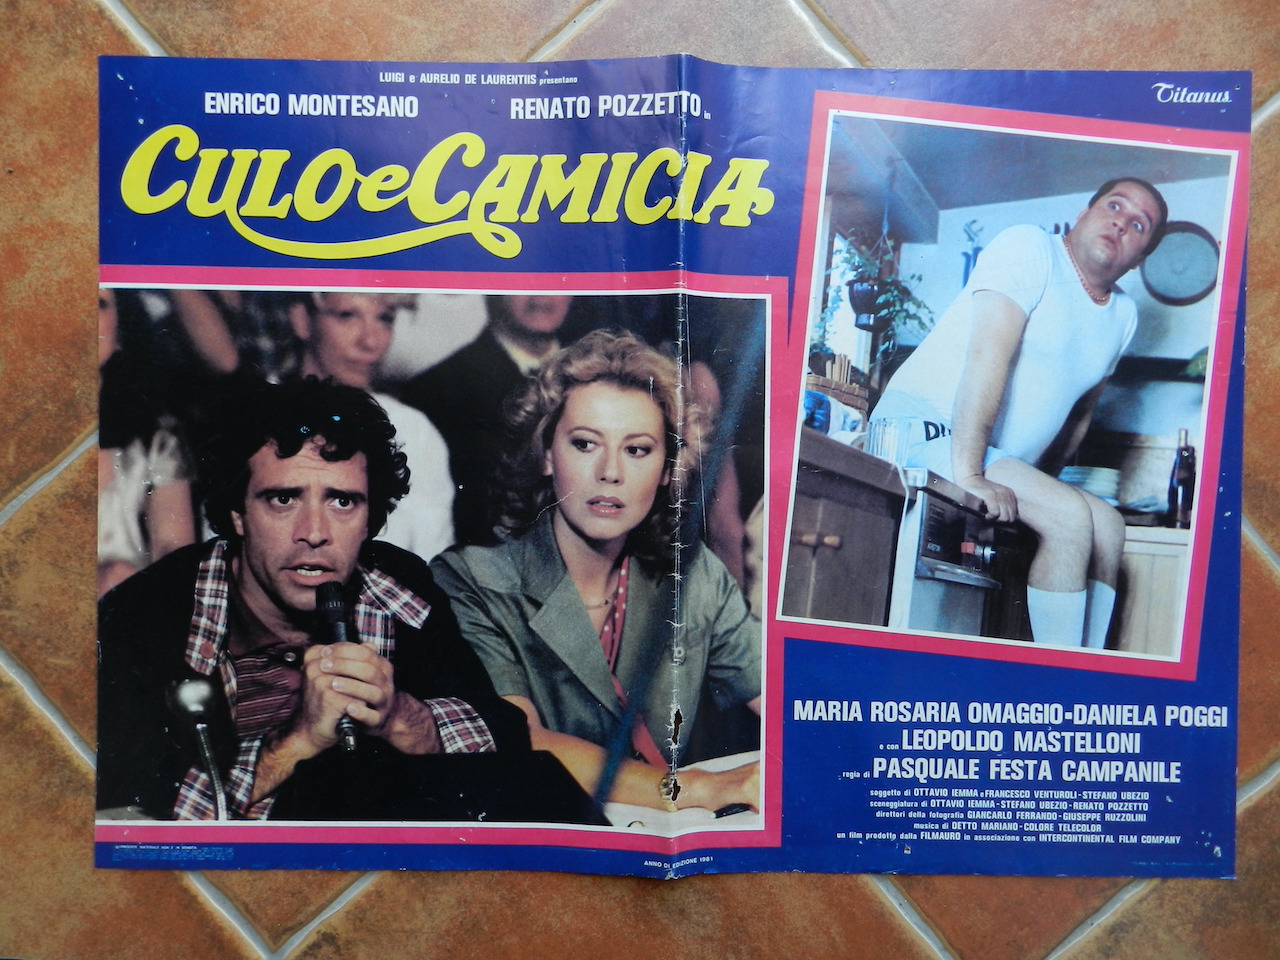 LUIGI e AURELIO DE LAURENTIIS presentano
Titanus
ENRICO MONTESANO RENATO POZZETTO in
CULO e CAMICIA
MARIA ROSARIA OMAGGIO-DANIELA POGGI
e con LEOPOLDO MASTELLONI
regia di PASQUALE FESTA CAMPANILE
soggetto di OTTAVIO IEMMA e FRANCESCO VENTUROLI-STEFANO UBEZIO
sceneggiatura di OTTAVIO IEMMA-STEFANO UBEZIO-RENATO POZZETTO
direttori della fotografia GIANCARLO FERRANDO-GIUSEPPE RUZZOLINI
musica di DETTO MARIANO-COLORE TELECOLOR
un film prodotto dalla FILMAURO in associazione con INTERCONTINENTAL FILM COMPANY
ANNO DI EDIZIONE 1981